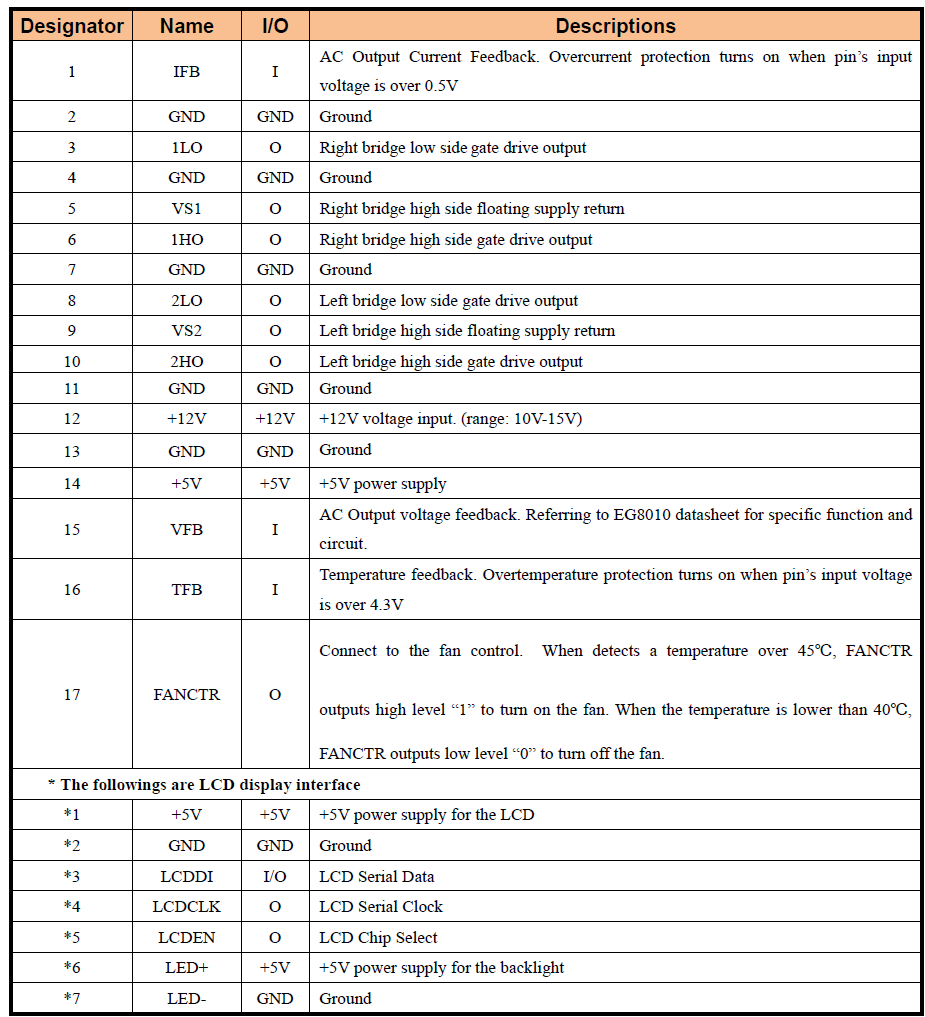 Designator Name I/O Descriptions
1 IFB I AC Output Current Feedback. Overcurrent protection turns on when pin's input
voltage is over 0.5V
2 GND GND Ground
3 1LO O Right bridge low side gate drive output
4 GND GND Ground
5 VS1 O Right bridge high side floating supply return
6 1HO O Right bridge high side gate drive output
7 GND GND Ground
8 2LO O Left bridge low side gate drive output
9 VS2 O Left bridge high side floating supply return
10 2HO O Left bridge high side gate drive output
11 GND GND Ground
12 +12V +12V +12V voltage input. (range: 10V-15V)
13 GND GND Ground
14 +5V +5V +5V power supply
15 VFB I AC Output voltage feedback. Referring to EG8010 datasheet for specific function and
circuit.
16 TFB I Temperature feedback. Overtemperature protection turns on when pin's input voltage
is over 4.3V
17 FANCTR O Connect to the fan control. When detects a temperature over 45℃, FANCTR
outputs high level “1” to turn on the fan. When the temperature is lower than 40℃,
FANCTR outputs low level “0” to turn off the fan.
* The followings are LCD display interface
*1 +5V +5V +5V power supply for the LCD
*2 GND GND Ground
*3 LCDDI I/O LCD Serial Data
*4 LCDCLK O LCD Serial Clock
*5 LCDEN O LCD Chip Select
*6 LED+ +5V +5V power supply for the backlight
*7 LED- GND Ground